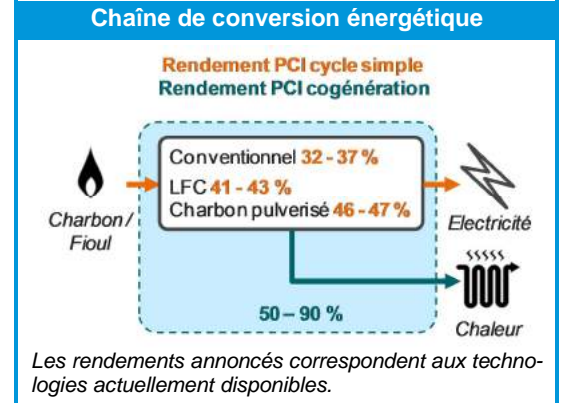 Chaîne de conversion énergétique
Rendement PCI cycle simple
Rendement PCI cogénération
Conventionnel 32 - 37 %
LFC 41 - 43 %
Charbon pulverisé 46 - 47 %
Charbon /
Fioul
Electricité
50 – 90 %
Chaleur
Les rendements annoncés correspondent aux techno-
logies actuellement disponibles.